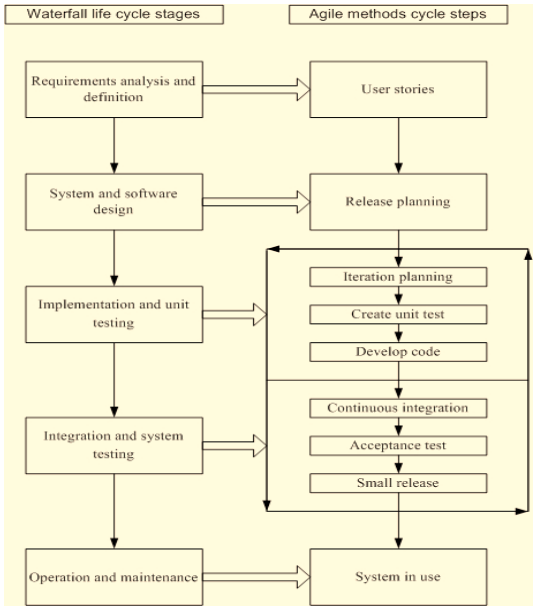 Waterfall life cycle stages
Agile methods cycle steps
Requirements analysis and
definition
User stories
System and software
design
Release planning
Iteration planning
Implementation and unit
testing
Create unit test
Develop code
Continuous integration
Integration and system
testing
Acceptance test
Small release
Operation and maintenance
System in use